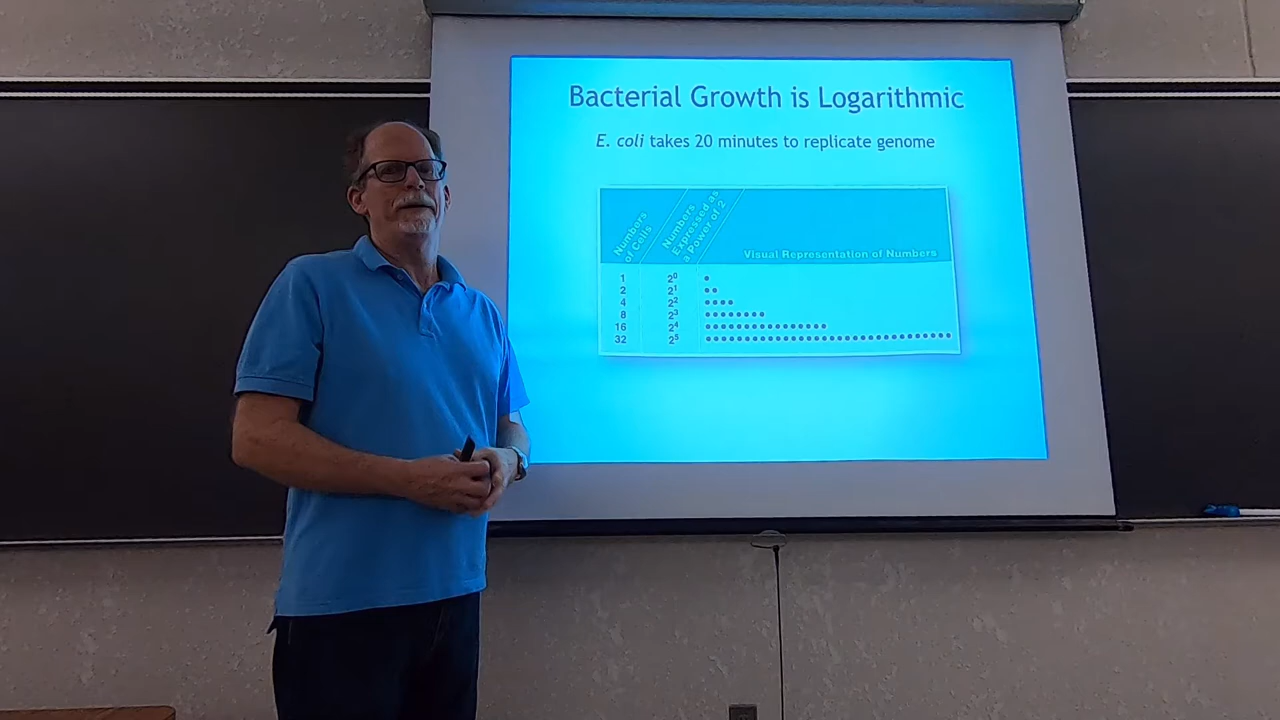 Bacterial Growth is Logarithmic
E. coli takes 20 minutes to replicate genome
Numbers
of Cells
Numbers
Expressed as
a Power of 2
Visual Representation of Numbers
1 2⁰
2 2¹
4 2²
8 2³
16 2⁴
32 2⁵